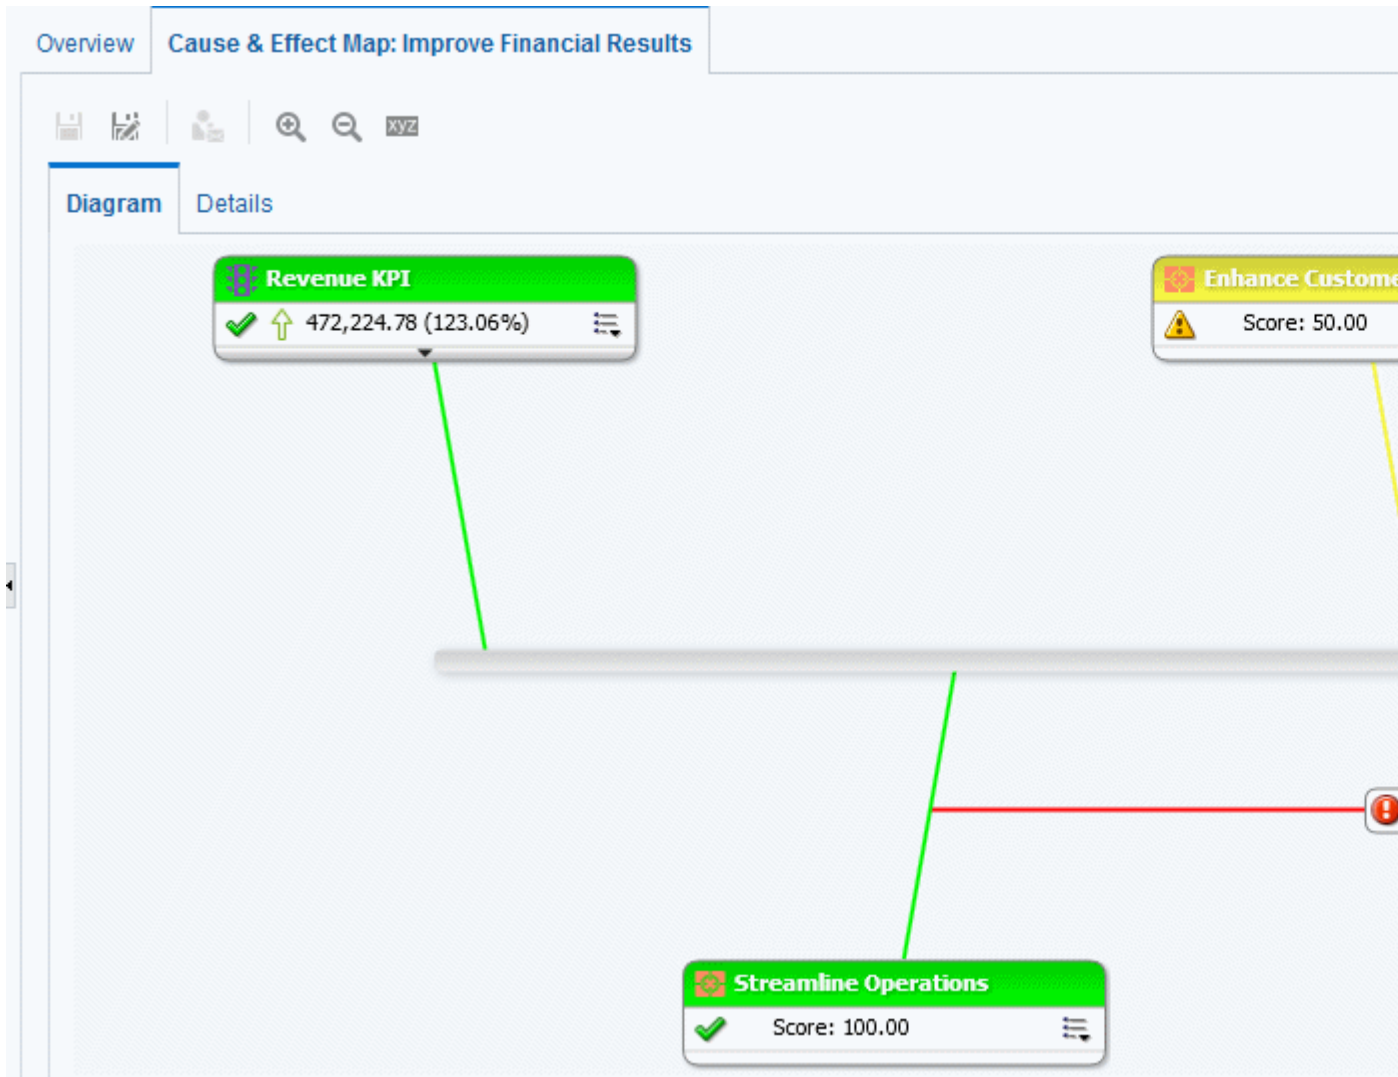 Overview
Cause & Effect Map: Improve Financial Results
xyz
Diagram
Details
Revenue KPI
472,224.78 (123.06%)
Enhance
Score: 50.00
Streamline Operations
Score: 100.00